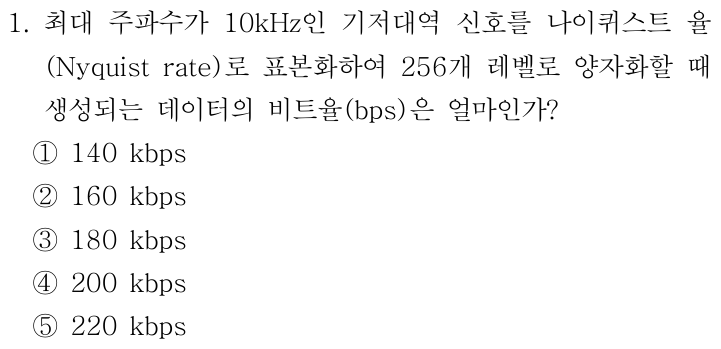 1. 최대 주파수가 10kHz인 기저대역 신호를 나이퀴스트 율
(Nyquist rate)로 표본화하여 256개 레벨로 양자화할 때
생성되는 데이터의 비트율(bps)은 얼마인가?
① 140 kbps
② 160 kbps
③ 180 kbps
④ 200 kbps
⑤ 220 kbps